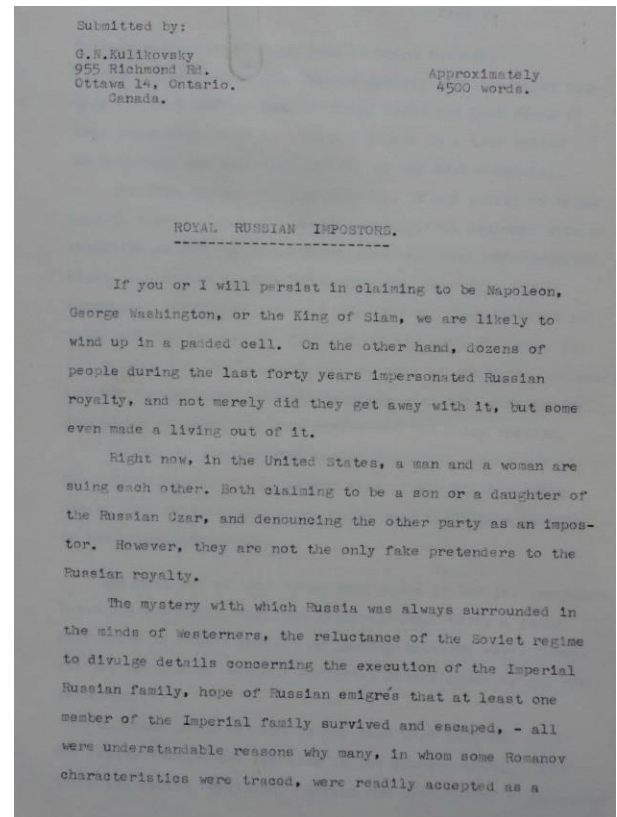 Submitted by:
G.N.Kulikovsky
955 Richmond Rd.
Ottawa 14, Ontario.
Canada.
Approximately
4500 words.
ROYAL RUSSIAN IMPOSTORS.
If you or I will persist in claiming to be Napoleon,
George Washington, or the King of Siam, we are likely to
wind up in a padded cell. On the other hand, dozens of
people during the last forty years impersonated Russian
royalty, and not merely did they get away with it, but some
even made a living out of it.
Right now, in the United States, a man and a woman are
suing each other. Both claiming to be a son or a daughter of
the Russian Czar, and denouncing the other party as an impos-
tor. However, they are not the only fake pretenders to the
Russian royalty.
The mystery with which Russia was always surrounded in
the minds of Westerners, the reluctance of the Soviet regime
to divulge details concerning the execution of the Imperial
Russian family, hope of Russian emigrés that at least one
member of the Imperial family survived and escaped, - all
were understandable reasons why many, in whom some Romanov
characteristics were traced, were readily accepted as a